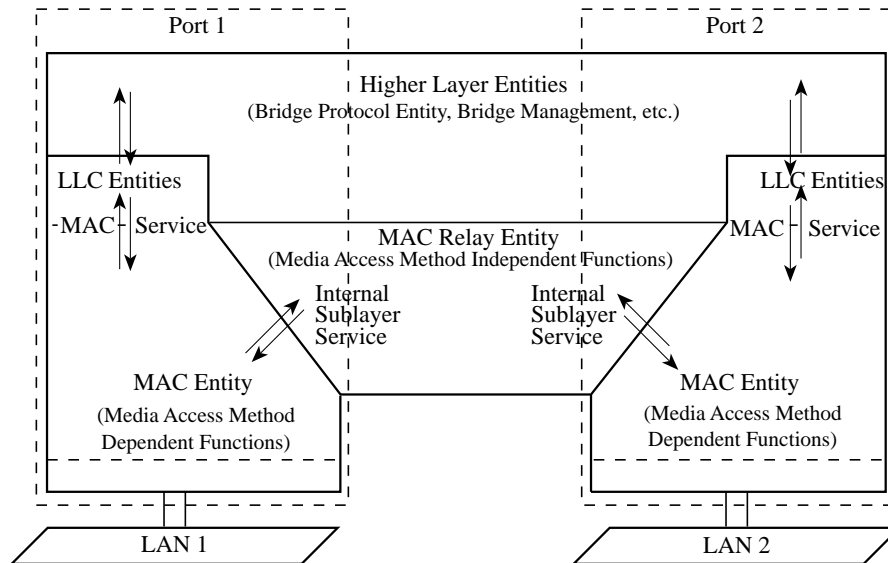 Port 1
Port 2
Higher Layer Entities
(Bridge Protocol Entity, Bridge Management, etc.)
LLC Entities
LLC Entities
MAC Service
MAC Service
MAC Relay Entity
(Media Access Method Independent Functions)
Internal
Sublayer
Service
Internal
Sublayer
Service
MAC Entity
(Media Access Method
Dependent Functions)
MAC Entity
(Media Access Method
Dependent Functions)
LAN 1
LAN 2